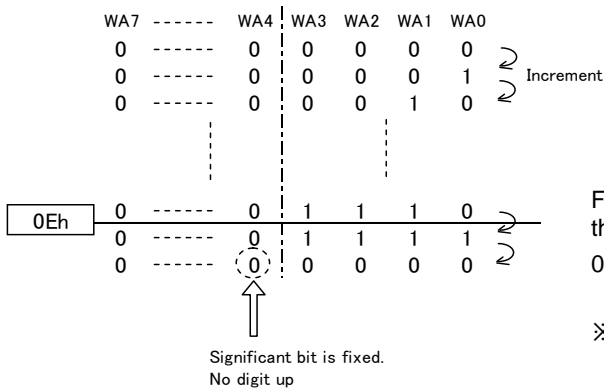 WA7 ------ WA4 WA3 WA2 WA1 WA0
0 ------ 0 0 0 0 0
0 ------ 0 0 0 0 1
Increment
0 ------ 0 0 0 1 0
0 ------ 0 1 1 1 0
0Eh
0 ------ 0 1 1 1 1
0 ------ 0 0 0 0 0
Significant bit is fixed.
No digit up
F
th
0
※